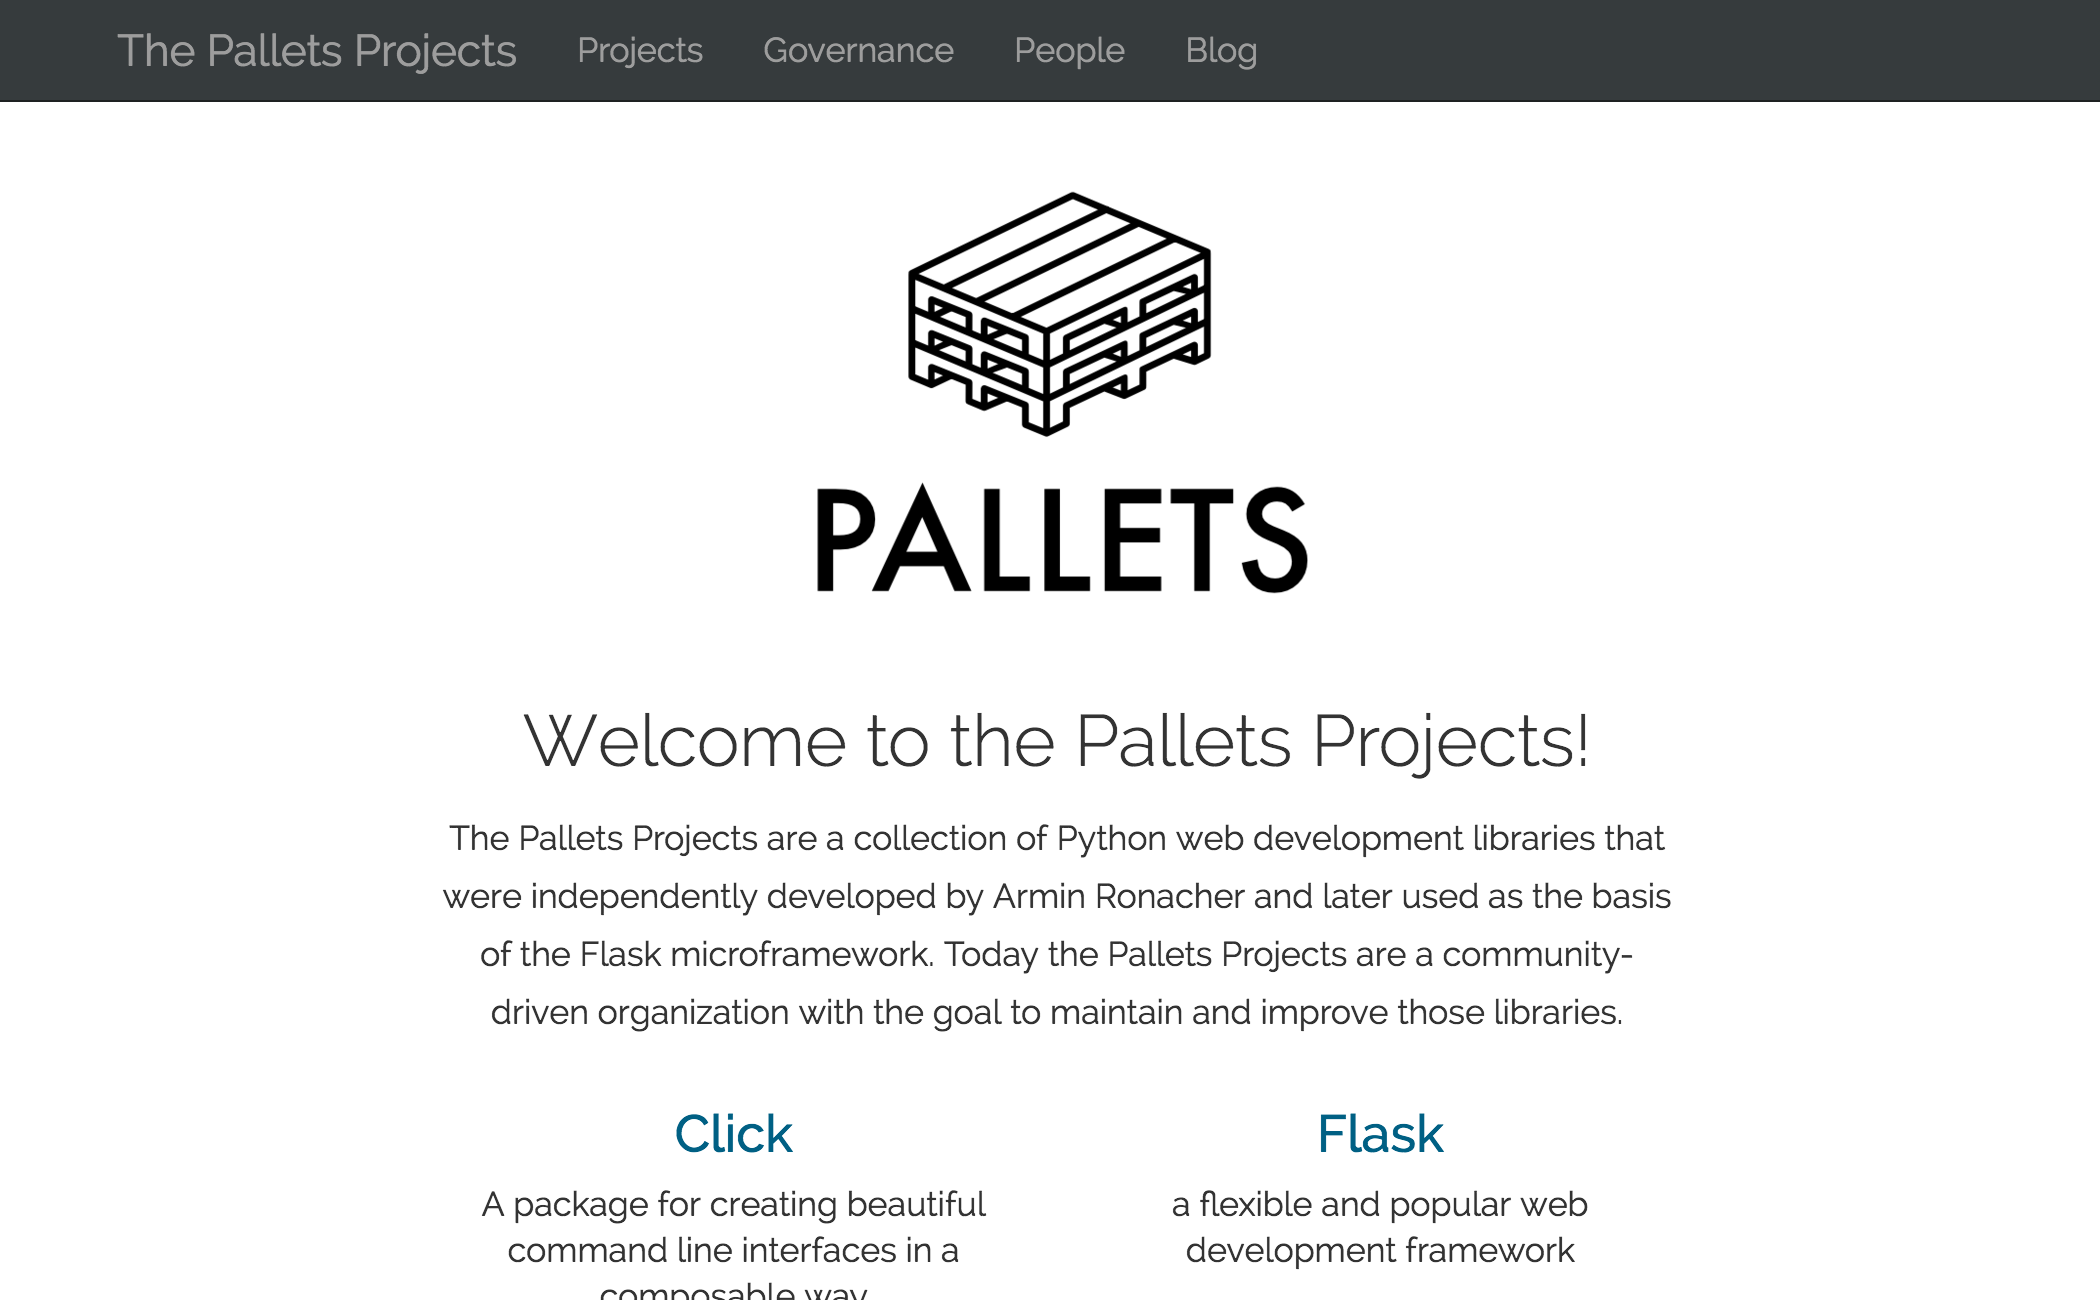 The Pallets Projects Projects Governance People Blog
PALLETS
Welcome to the Pallets Projects!
The Pallets Projects are a collection of Python web development libraries that
were independently developed by Armin Ronacher and later used as the basis
of the Flask microframework. Today the Pallets Projects are a community-
driven organization with the goal to maintain and improve those libraries.
Click
A package for creating beautiful
command line interfaces in a
composable way
Flask
a flexible and popular web
development framework